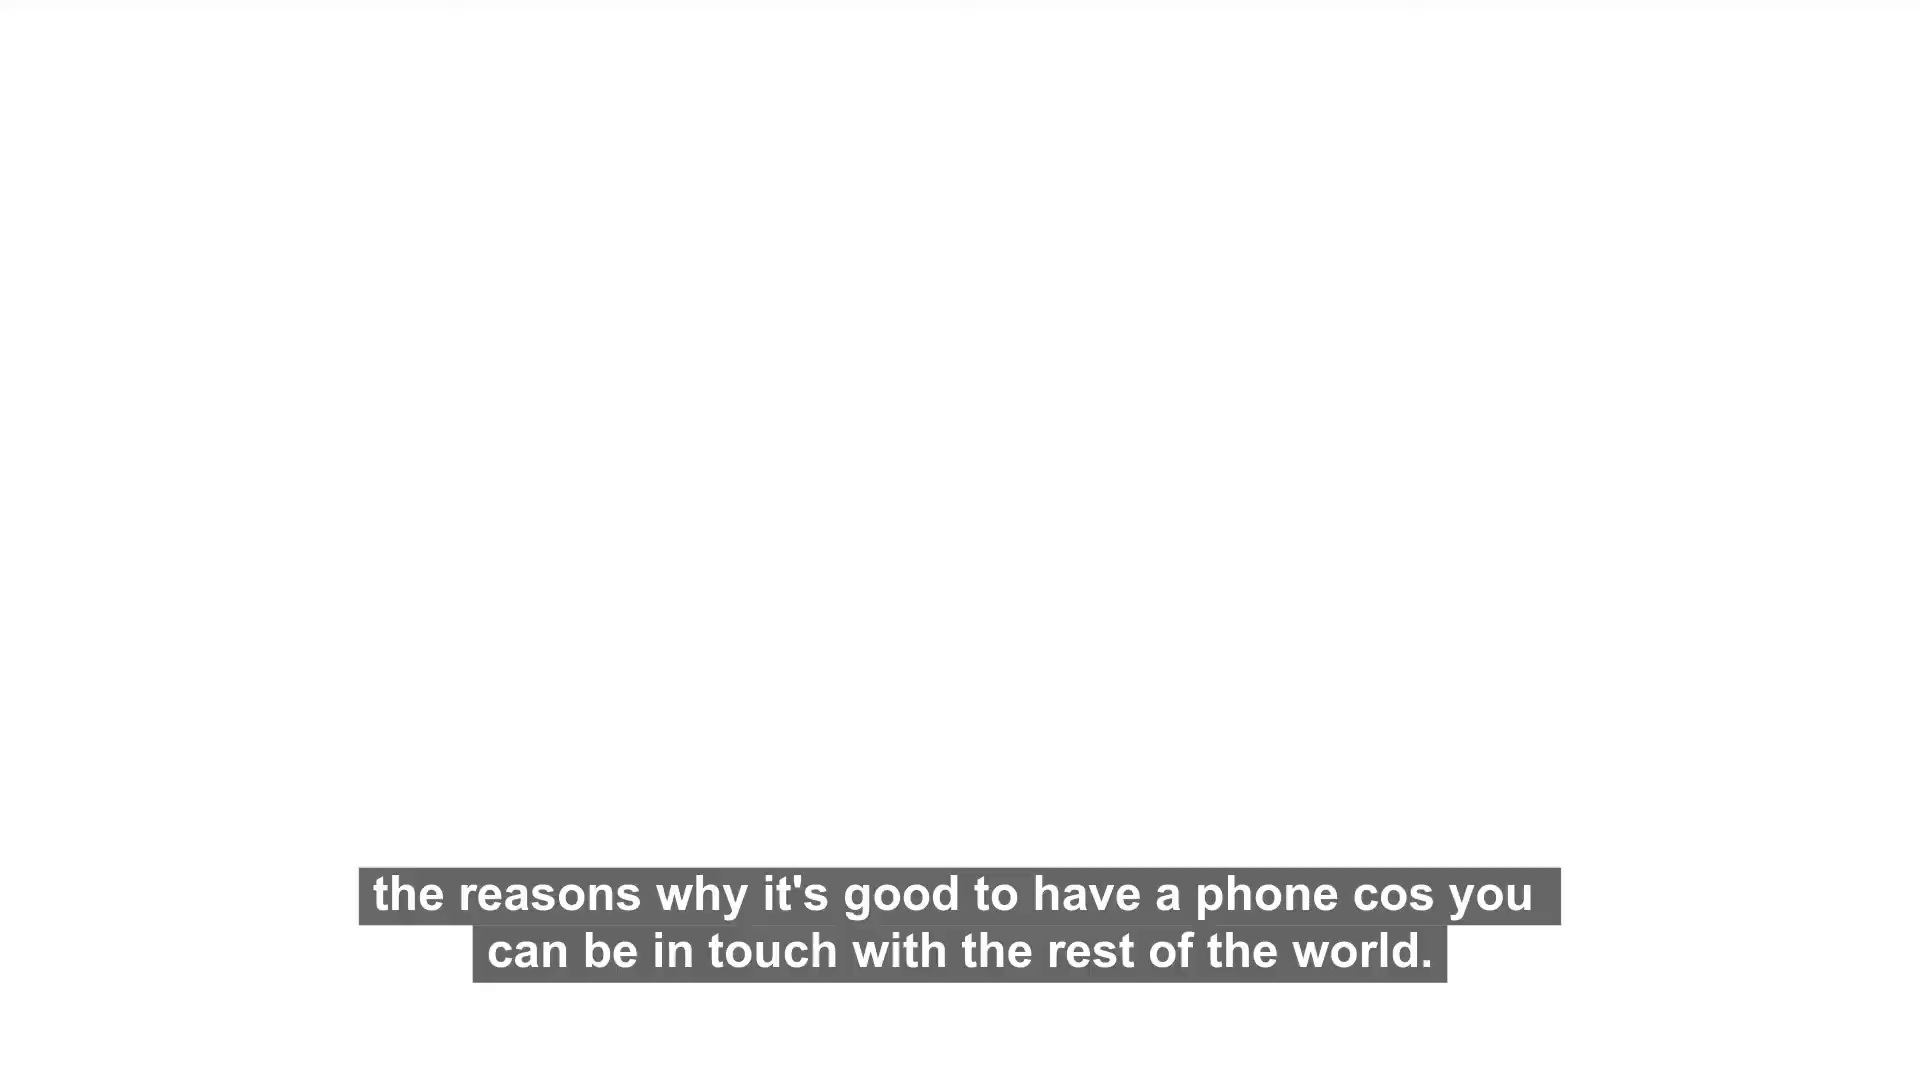 the reasons why it's good to have a phone cos you
can be in touch with the rest of the world.